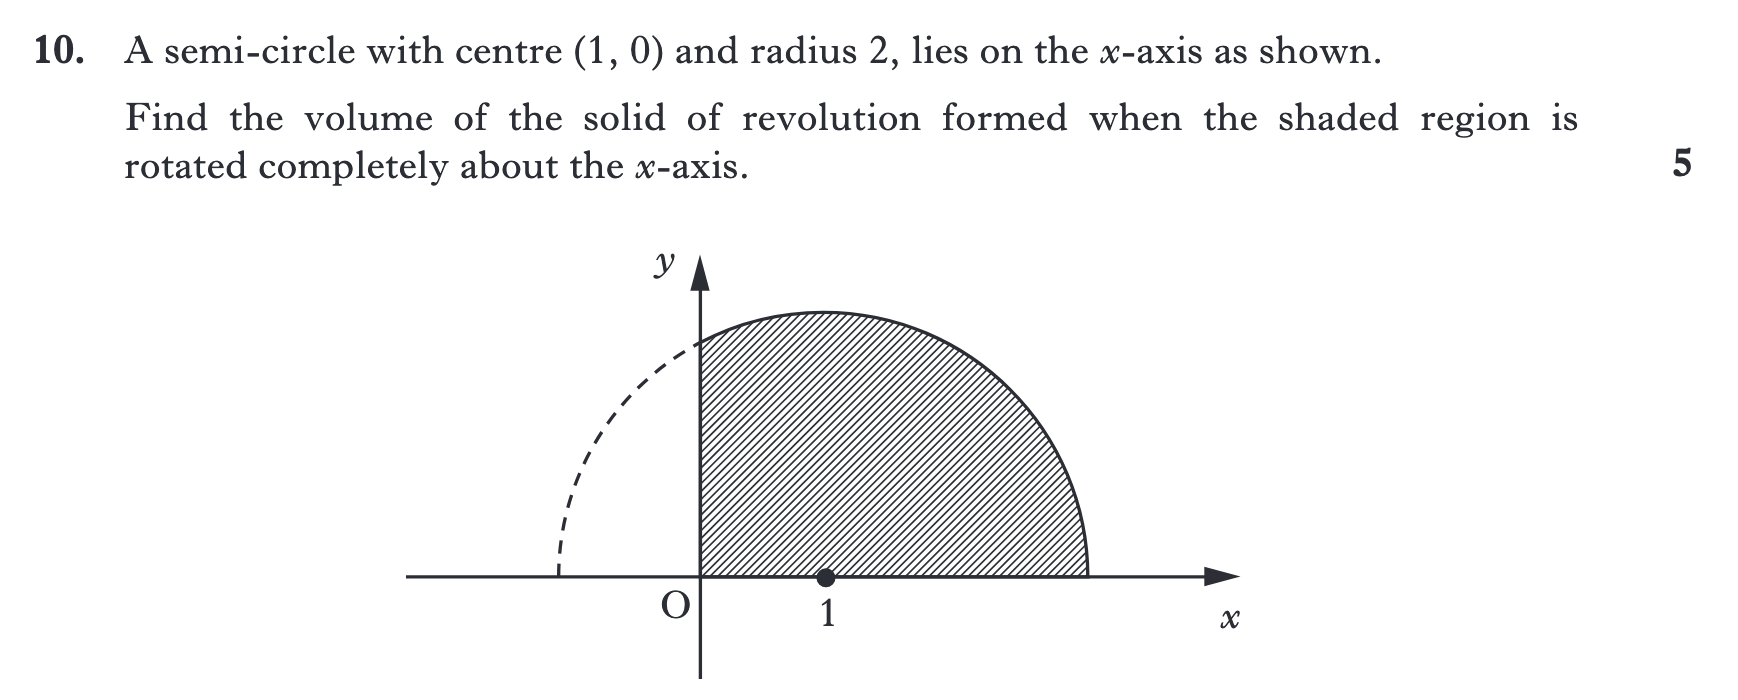 10. A semi-circle with centre (1, 0) and radius 2, lies on the x-axis as shown.
Find the volume of the solid of revolution formed when the shaded region is
rotated completely about the x-axis. 5
y
O
1
x